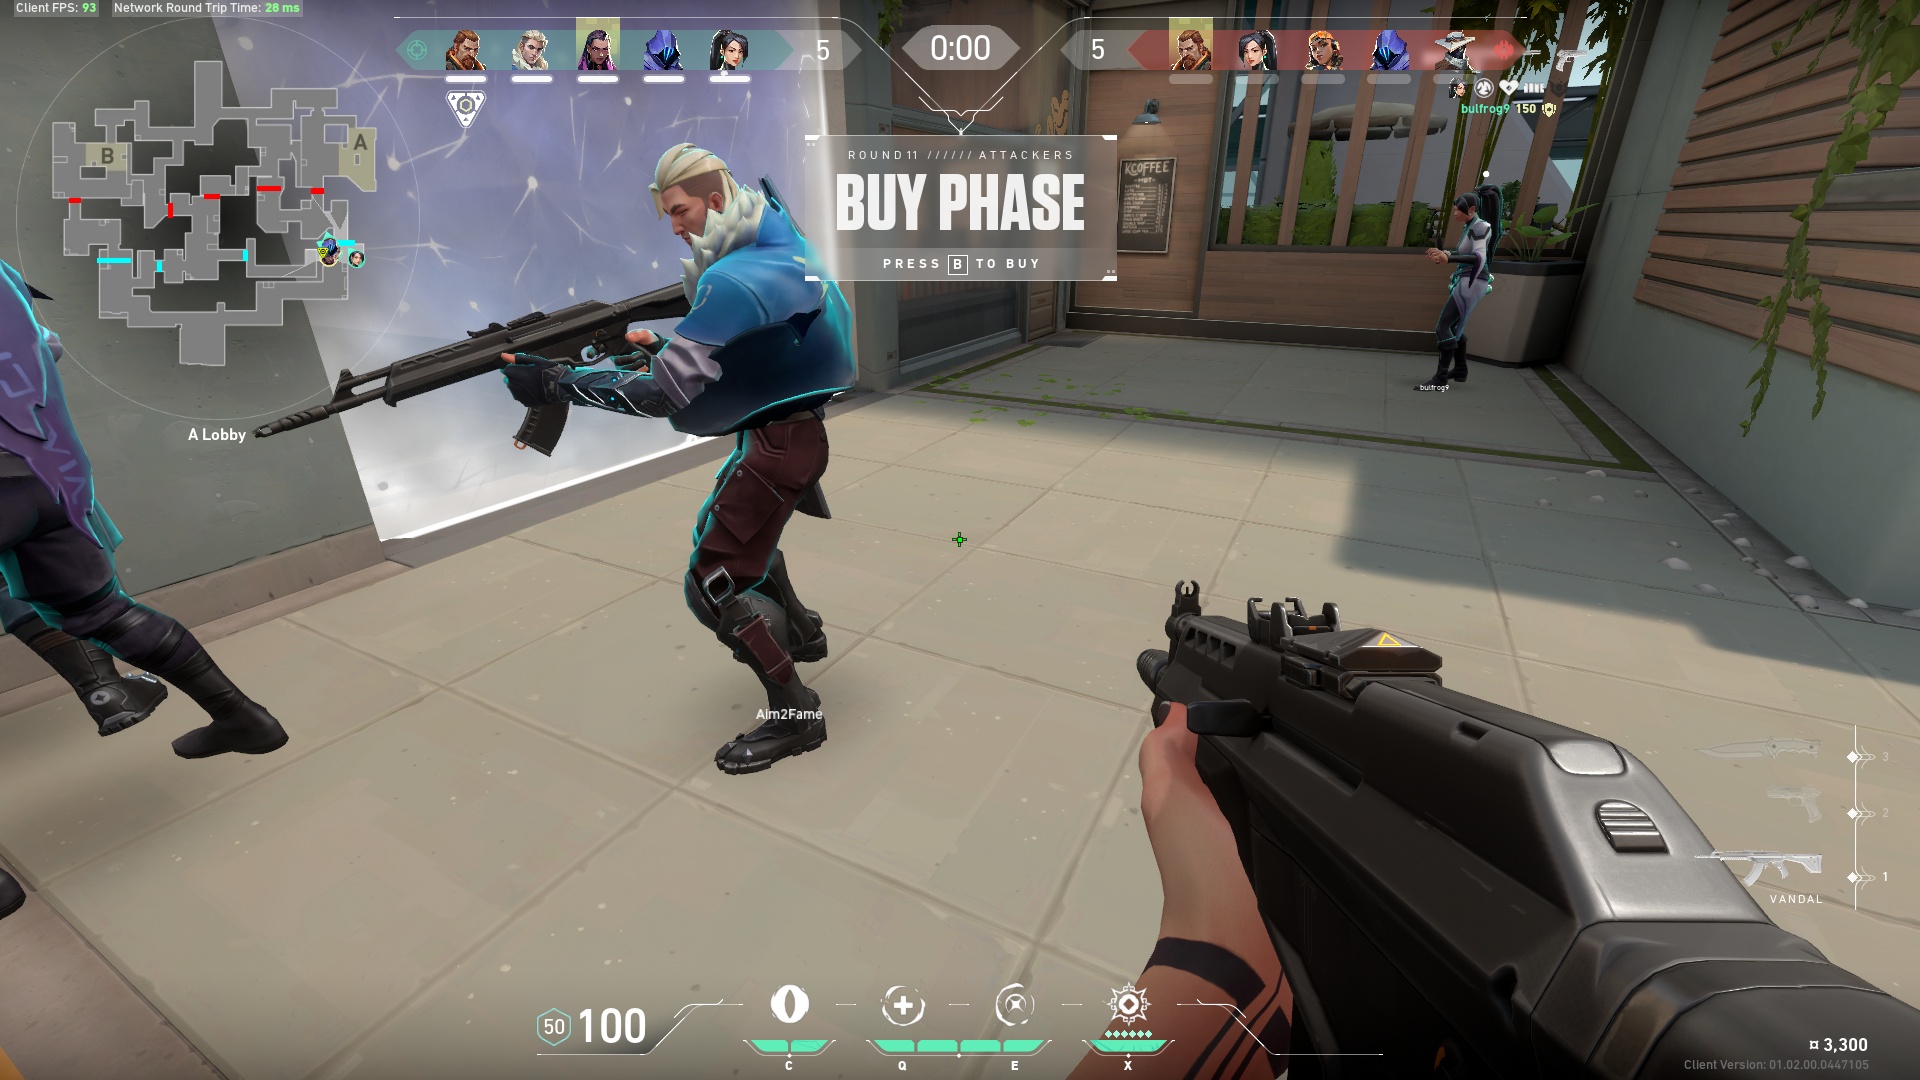 Client FPS: 93 Network Round Trip Time: 28 ms
5 0:00 5
bulfrog9 150
A
B
KCOFFEE
ROUND 11 ////// ATTACKERS
BUY PHASE
PRESS B TO BUY
bulfrog9
A Lobby
Aim2Fame
3
2
1
VANDAL
50 100
C Q E X
¤ 3,300
Client Version: 01.02.00.0447105